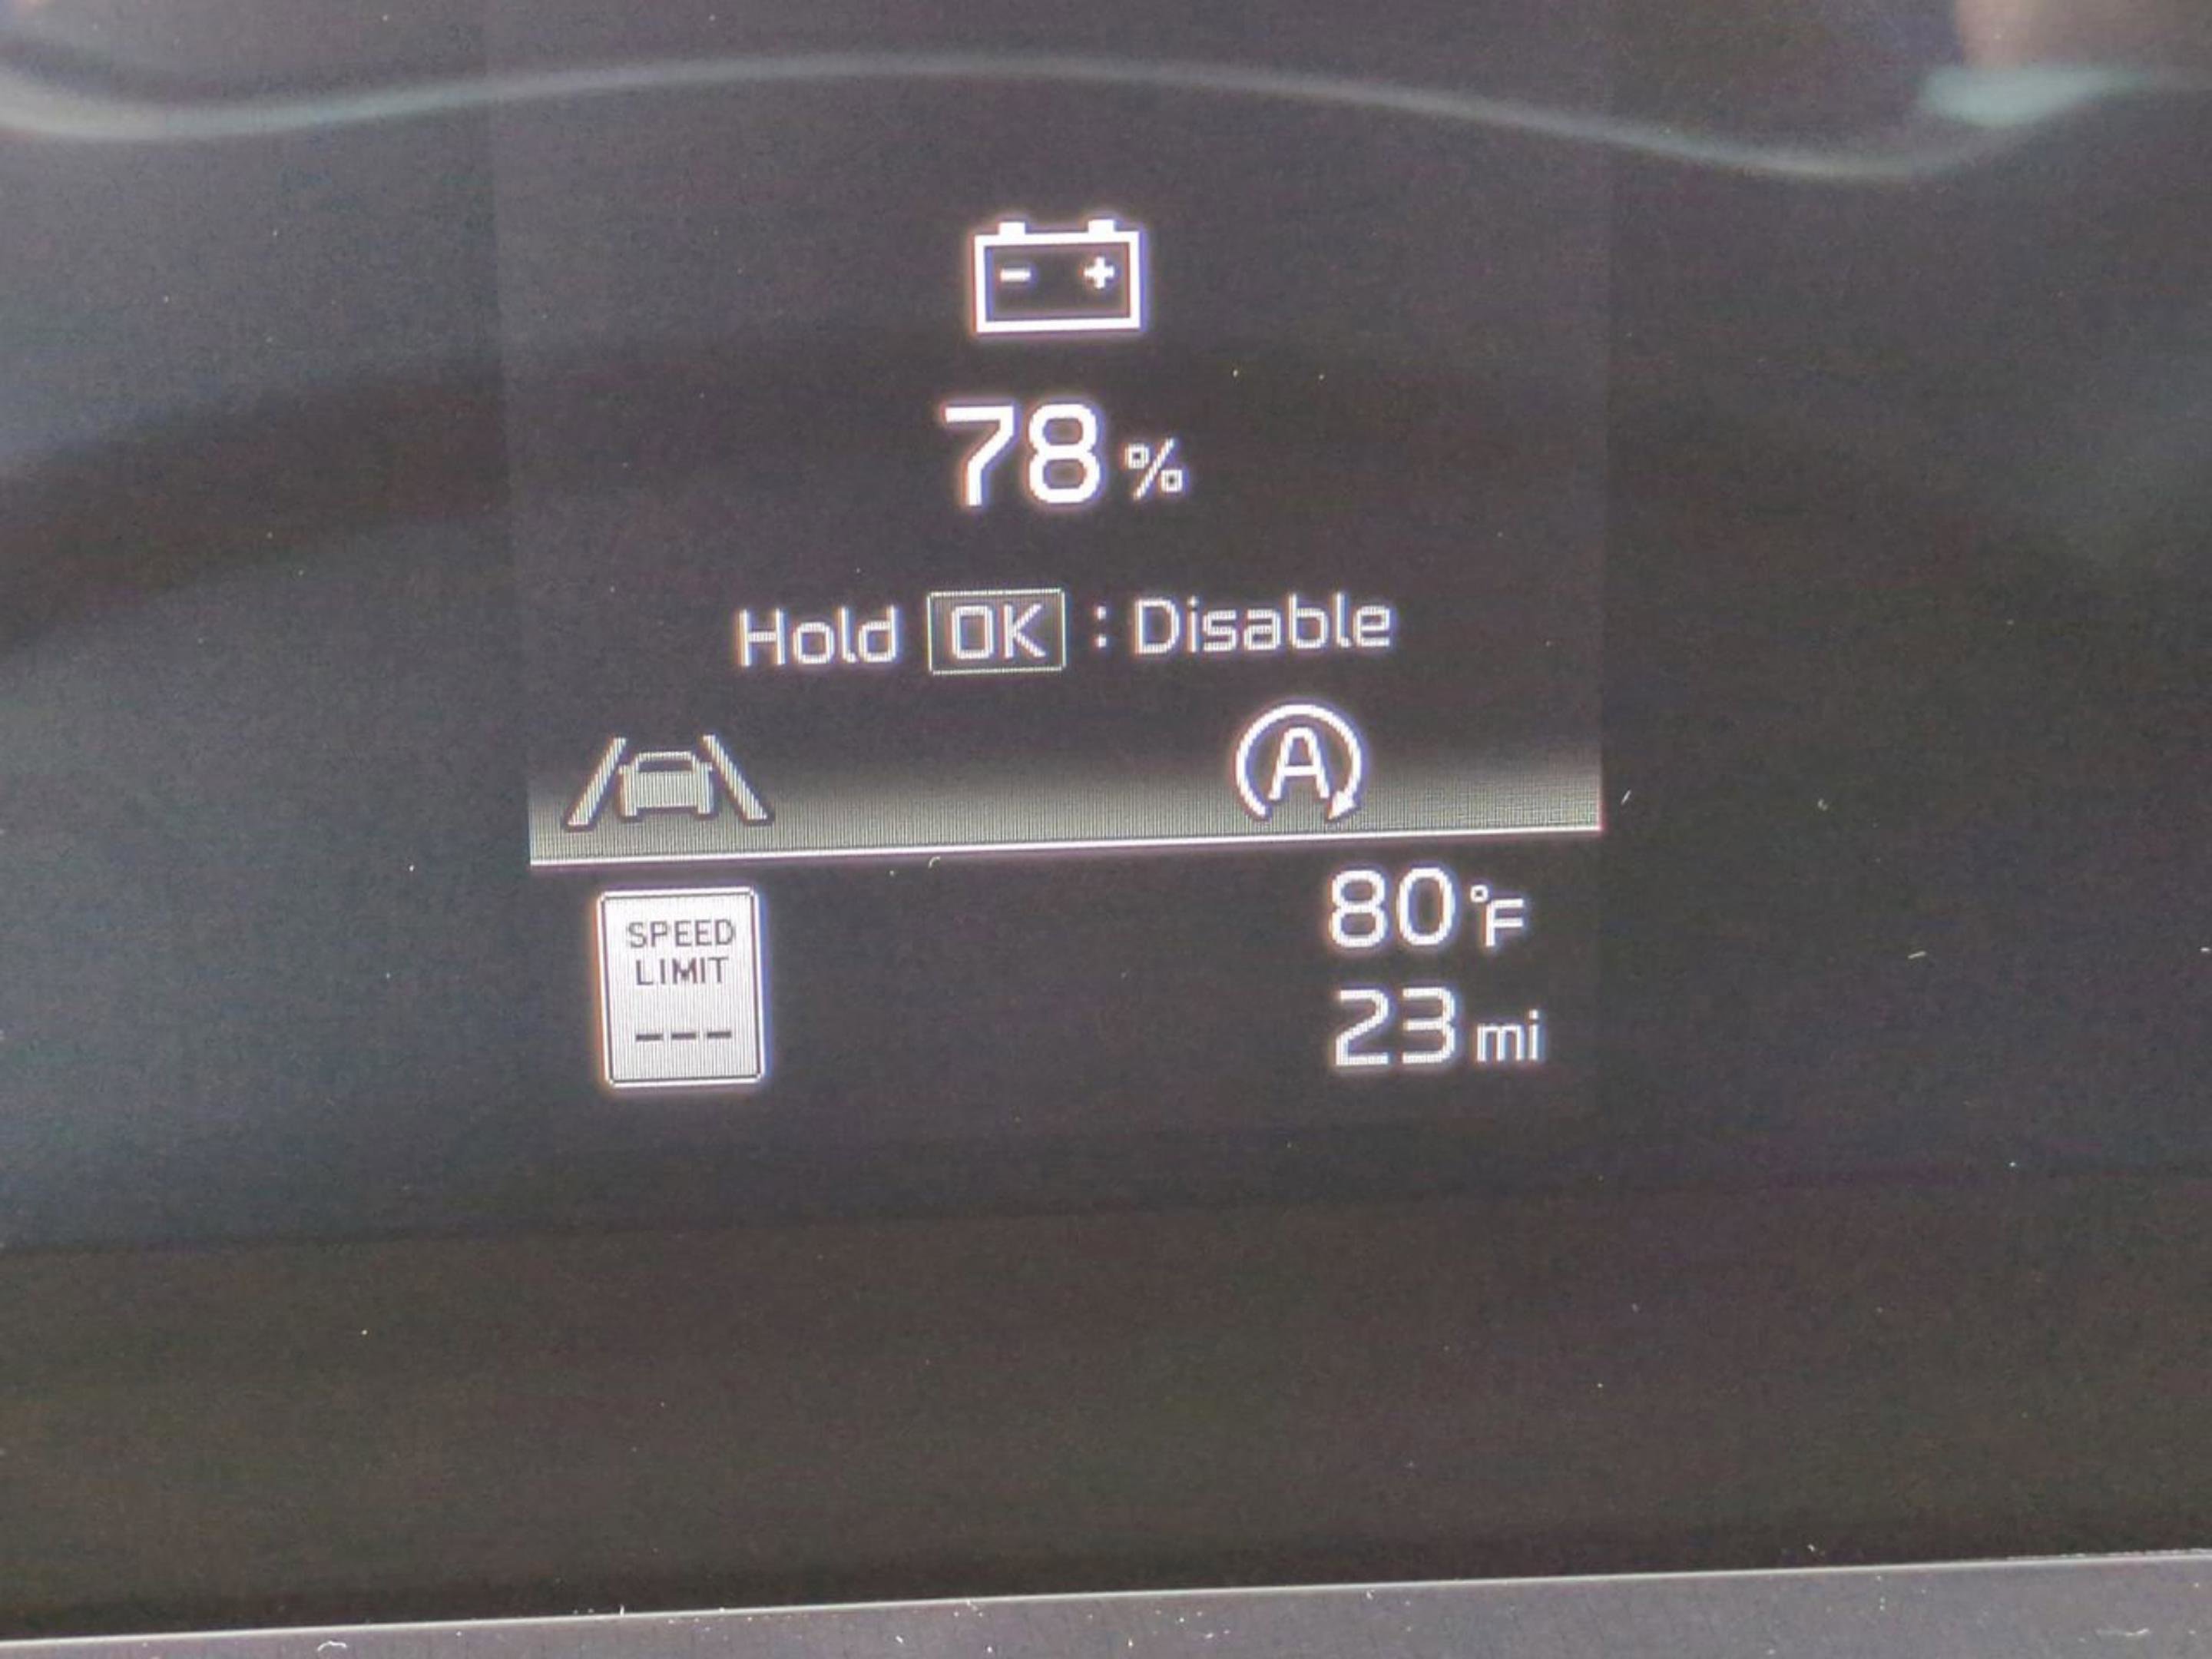 - +
78%
Hold OK : Disable
A
SPEED
LIMIT
---
80°F
23 mi